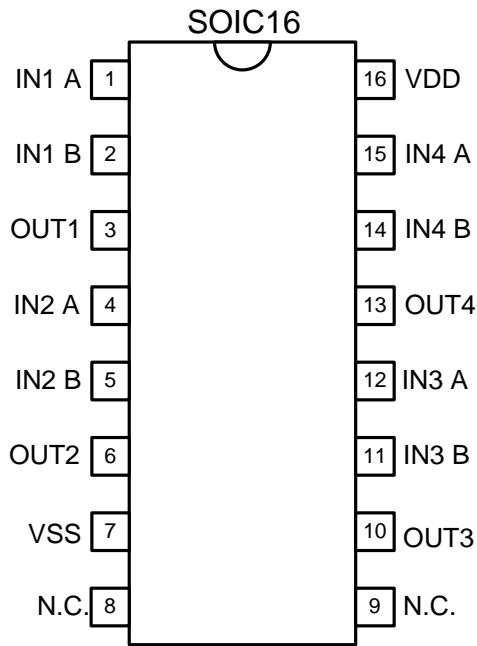 SOIC16
IN1 A 1 16 VDD
IN1 B 2 15 IN4 A
OUT1 3 14 IN4 B
IN2 A 4 13 OUT4
IN2 B 5 12 IN3 A
OUT2 6 11 IN3 B
VSS 7 10 OUT3
N.C. 8 9 N.C.